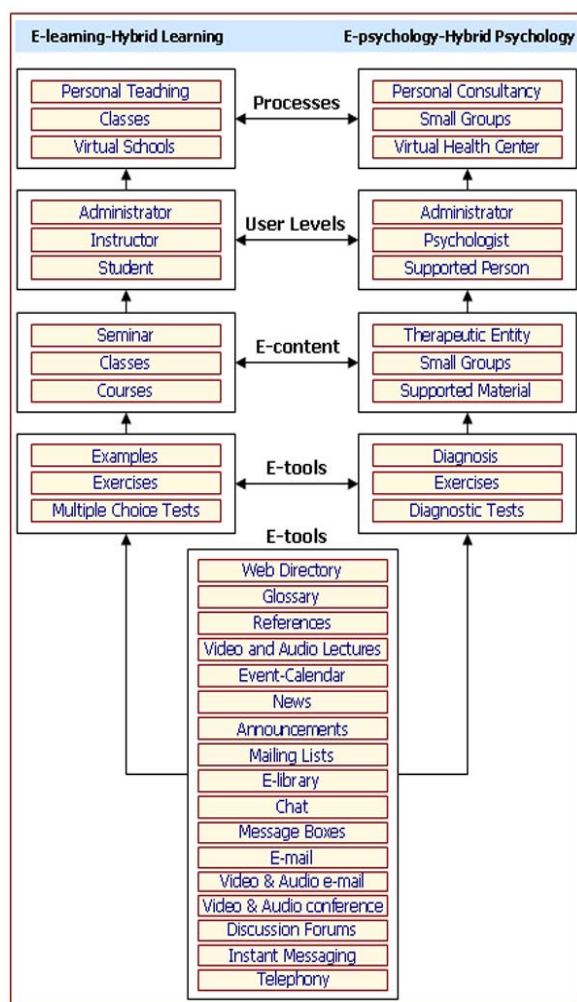 E-learning-Hybrid Learning
E-psychology-Hybrid Psychology
Personal Teaching
Classes
Virtual Schools
Processes
Personal Consultancy
Small Groups
Virtual Health Center
Administrator
Instructor
Student
User Levels
Administrator
Psychologist
Supported Person
Seminar
Classes
Courses
E-content
Therapeutic Entity
Small Groups
Supported Material
Examples
Exercises
Multiple Choice Tests
E-tools
Diagnosis
Exercises
Diagnostic Tests
E-tools
Web Directory
Glossary
References
Video and Audio Lectures
Event-Calendar
News
Announcements
Mailing Lists
E-library
Chat
Message Boxes
E-mail
Video & Audio e-mail
Video & Audio conference
Discussion Forums
Instant Messaging
Telephony